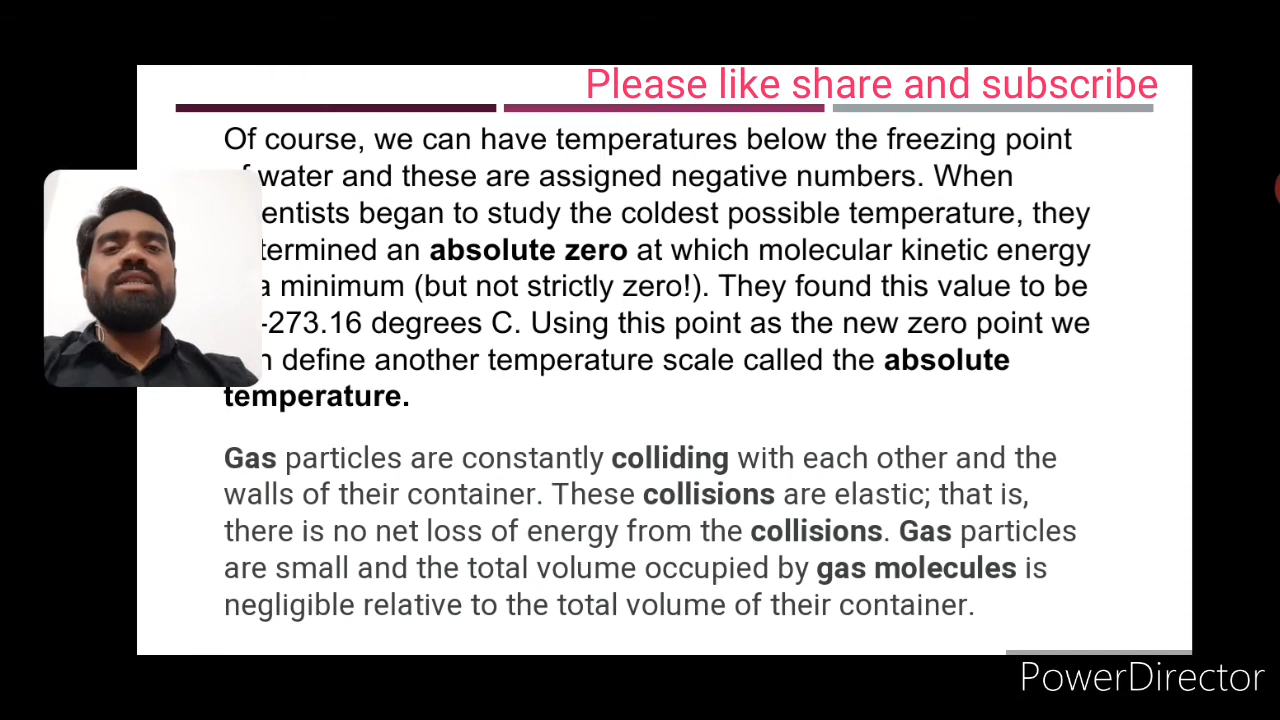 Please like share and subscribe
Of course, we can have temperatures below the freezing point
water and these are assigned negative numbers. When
entists began to study the coldest possible temperature, they
termined an absolute zero at which molecular kinetic energy
a minimum (but not strictly zero!). They found this value to be
-273.16 degrees C. Using this point as the new zero point we
define another temperature scale called the absolute
temperature.
Gas particles are constantly colliding with each other and the
walls of their container. These collisions are elastic; that is,
there is no net loss of energy from the collisions. Gas particles
are small and the total volume occupied by gas molecules is
negligible relative to the total volume of their container.
PowerDirector